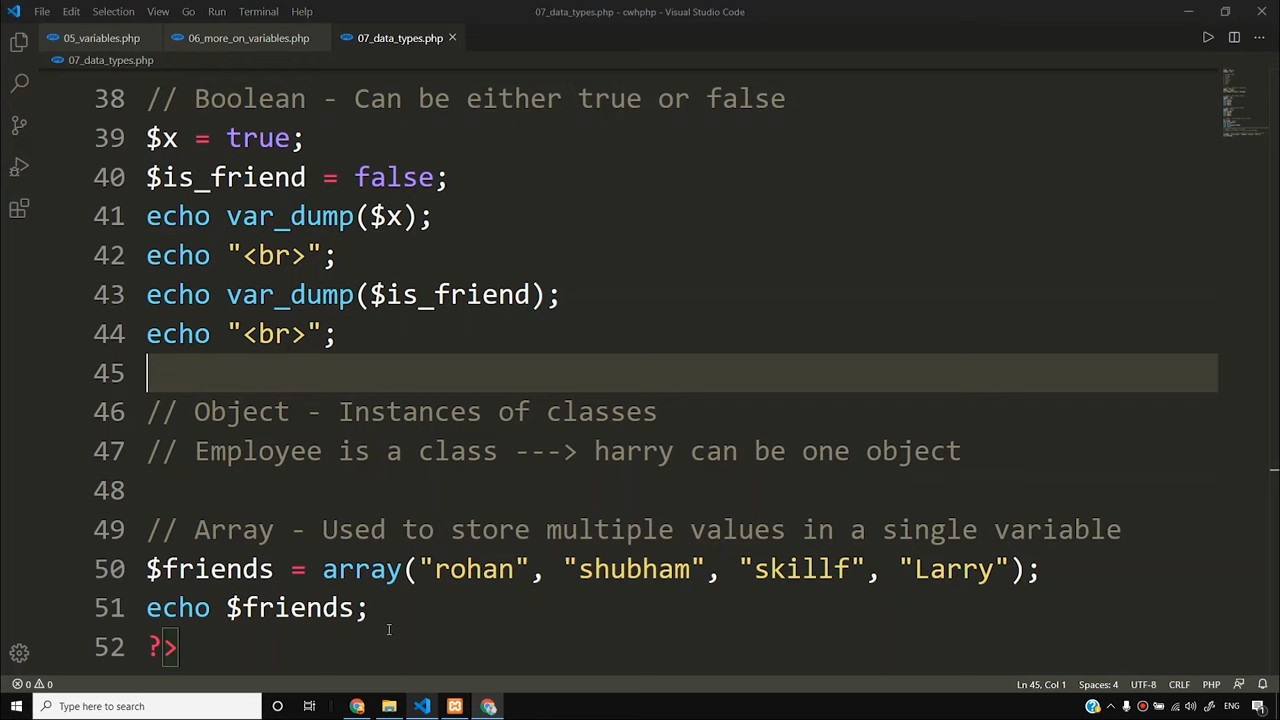 File Edit Selection View Go Run Terminal Help 07_data_types.php - cwhphp - Visual Studio Code
05_variables.php 06_more_on_variables.php 07_data_types.php
07_data_types.php
38 // Boolean - Can be either true or false
39 $x = true;
40 $is_friend = false;
41 echo var_dump($x);
42 echo "<br>";
43 echo var_dump($is_friend);
44 echo "<br>";
45
46 // Object - Instances of classes
47 // Employee is a class ---> harry can be one object
48
49 // Array - Used to store multiple values in a single variable
50 $friends = array("rohan", "shubham", "skillf", "Larry");
51 echo $friends;
52 ?>
0 0 Ln 45, Col 1 Spaces: 4 UTF-8 CRLF PHP
Type here to search ENG